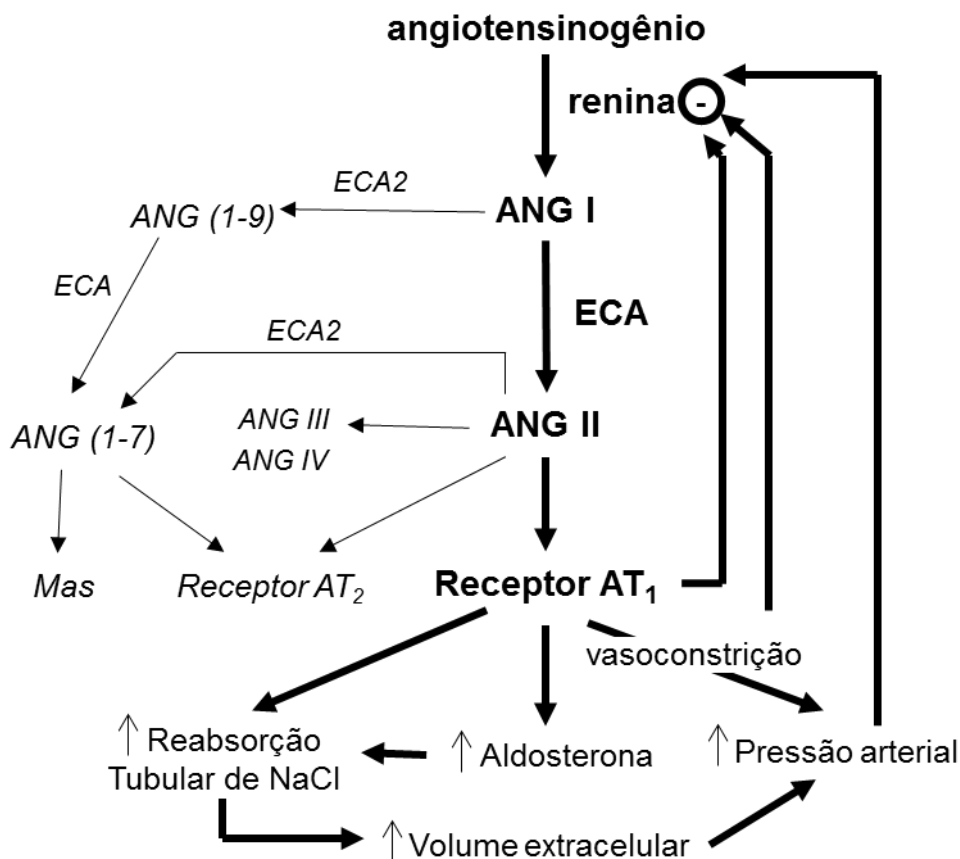 angiotensinogênio
renina -
ECA2
ANG (1-9)
ANG I
ECA
ECA
ECA2
ANG (1-7)
ANG III
ANG IV
ANG II
Mas
Receptor AT₂
Receptor AT₁
vasoconstrição
↑ Reabsorção
Tubular de NaCl
↑ Aldosterona
↑ Pressão arterial
↑ Volume extracelular